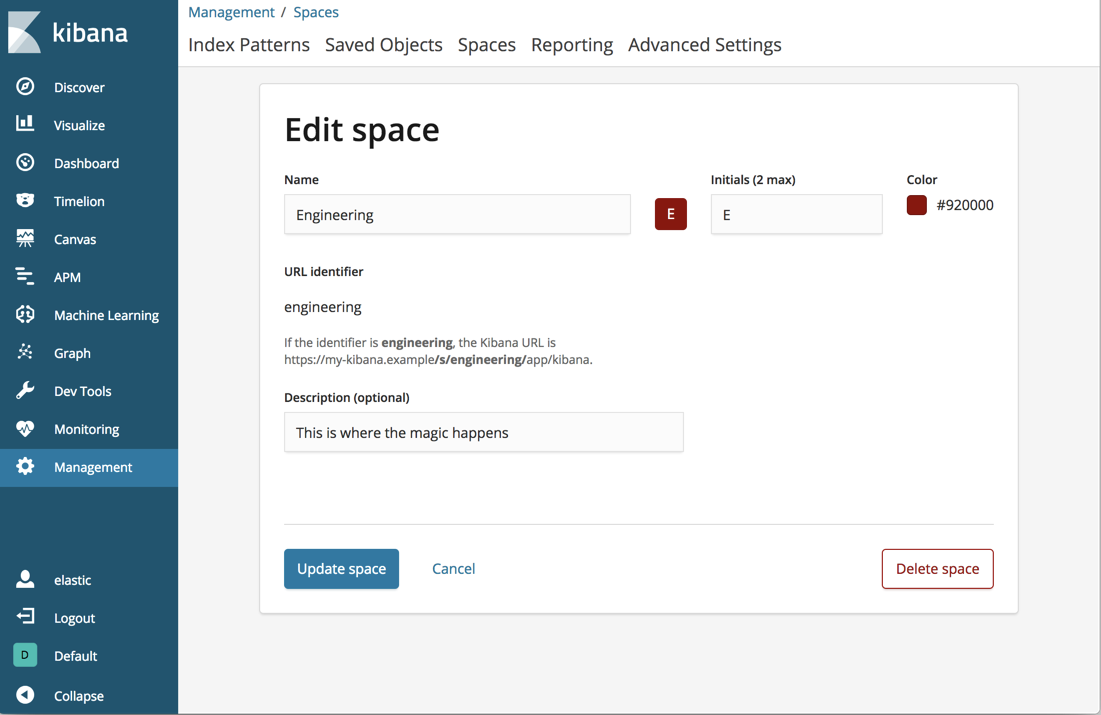 kibana
Discover
Visualize
Dashboard
Timelion
Canvas
APM
Machine Learning
Graph
Dev Tools
Monitoring
Management
elastic
Logout
D Default
Collapse
Management / Spaces
Index Patterns Saved Objects Spaces Reporting Advanced Settings
Edit space
Name
Engineering
E
Initials (2 max)
E
Color
#920000
URL identifier
engineering
If the identifier is engineering, the Kibana URL is
https://my-kibana.example/s/engineering/app/kibana.
Description (optional)
This is where the magic happens
Update space Cancel Delete space